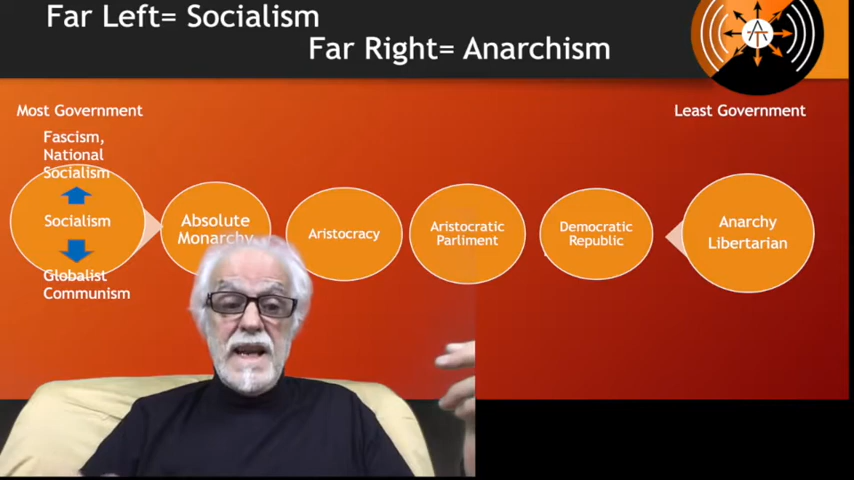 Far Left= Socialism
Far Right= Anarchism
AT
Most Government
Least Government
Fascism,
National
Socialism
Socialism
Globalist
Communism
Absolute
Monarchy
Aristocracy
Aristocratic
Parliment
Democratic
Republic
Anarchy
Libertarian